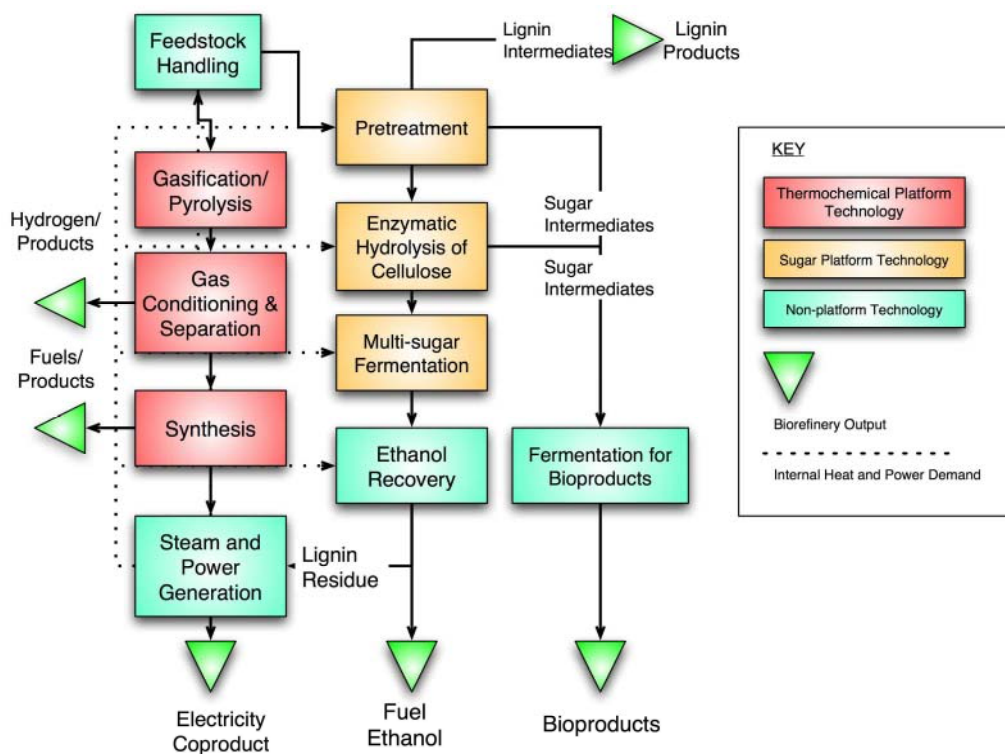 Feedstock
Handling
Lignin
Intermediates
Lignin
Products
Pretreatment
Gasification/
Pyrolysis
Hydrogen/
Products
Enzymatic
Hydrolysis of
Cellulose
Sugar
Intermediates
Sugar
Intermediates
Gas
Conditioning &
Separation
Fuels/
Products
Multi-sugar
Fermentation
Synthesis
Ethanol
Recovery
Fermentation for
Bioproducts
Steam and
Power
Generation
Lignin
Residue
Electricity
Coproduct
Fuel
Ethanol
Bioproducts
KEY
Thermochemical Platform
Technology
Sugar Platform Technology
Non-platform Technology
Biorefinery Output
Internal Heat and Power Demand